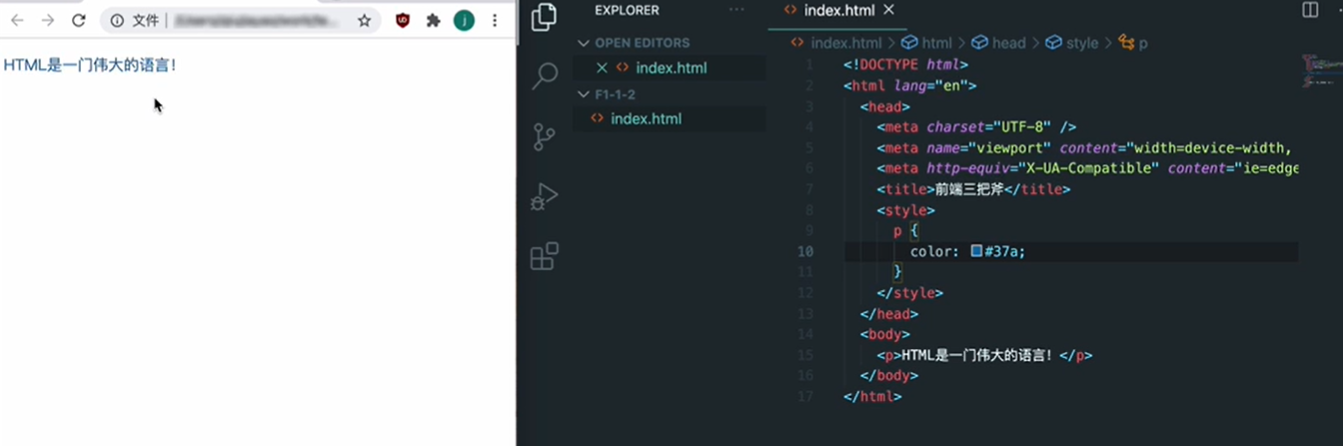 文件
j
HTML是一门伟大的语言！
EXPLORER
OPEN EDITORS
index.html
F1-1-2
index.html
index.html
index.html > html > head > style > p
1 <!DOCTYPE html>
2 <html lang="en">
3 <head>
4 <meta charset="UTF-8" />
5 <meta name="viewport" content="width=device-width,
6 <meta http-equiv="X-UA-Compatible" content="ie=edge
7 <title>前端三把斧</title>
8 <style>
9 p {
10 color: #37a;
11 }
12 </style>
13 </head>
14 <body>
15 <p>HTML是一门伟大的语言！</p>
16 </body>
17 </html>